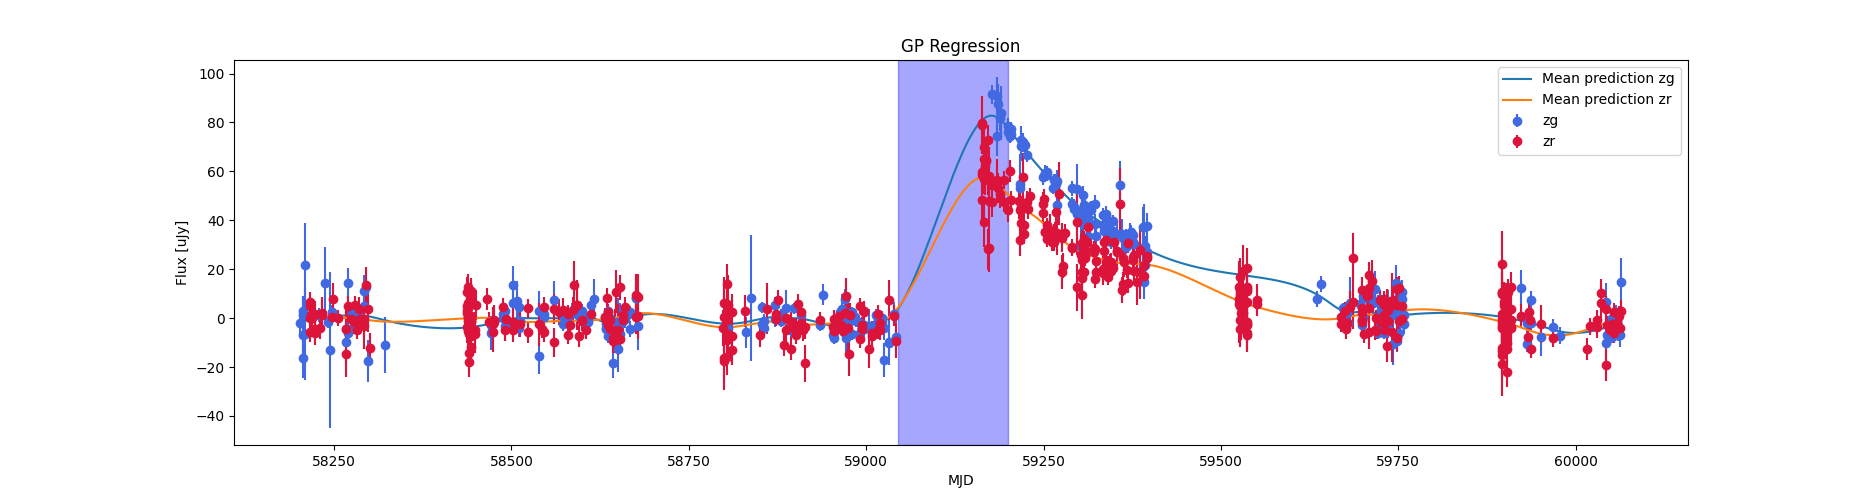 GP Regression
Flux [uJy]
100
80
60
40
20
0
−20
−40
Mean prediction zg
Mean prediction zr
zg
zr
58250 58500 58750 59000 59250 59500 59750 60000
MJD